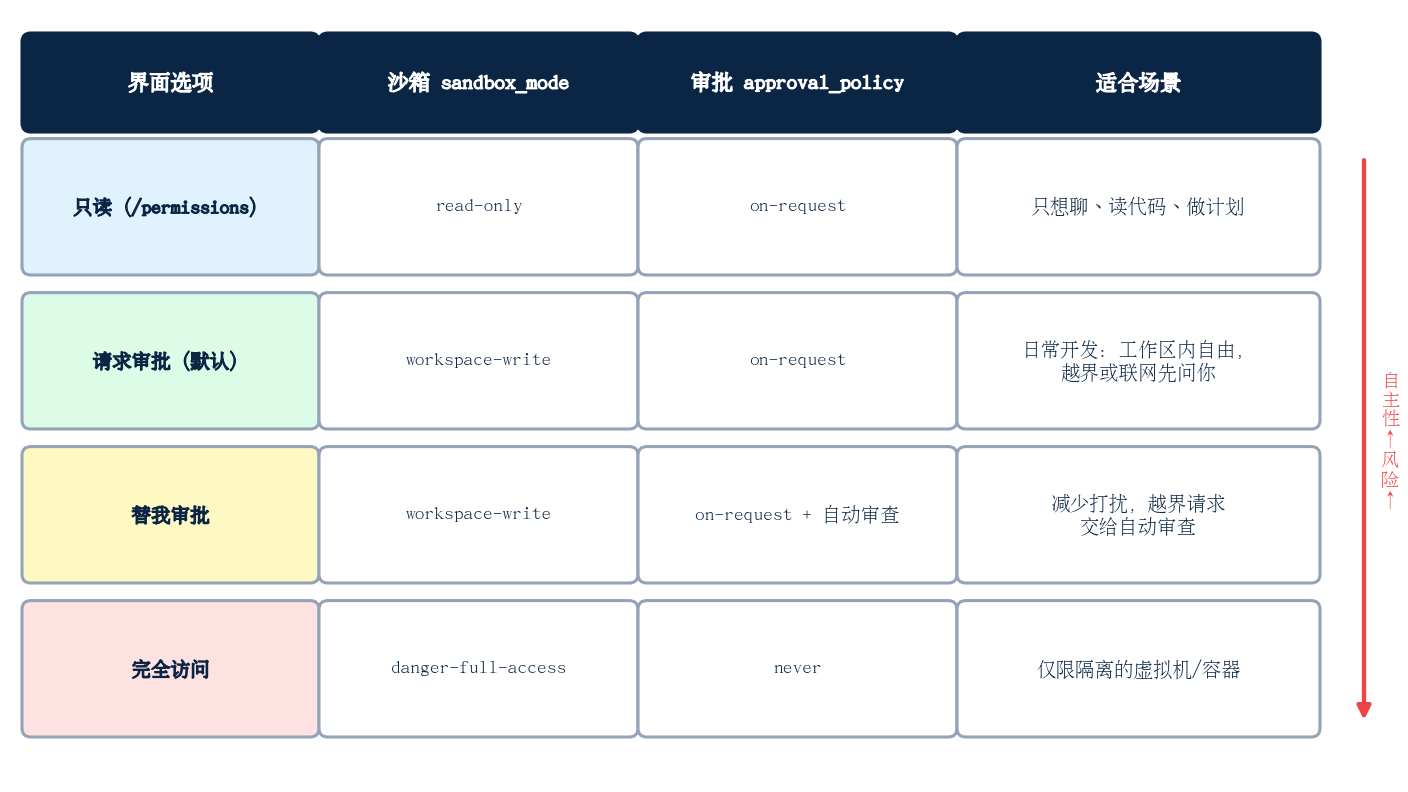 界面选项
沙箱 sandbox_mode
审批 approval_policy
适合场景
只读 (/permissions)
read-only
on-request
只想聊、读代码、做计划
请求审批 (默认)
workspace-write
on-request
日常开发: 工作区内自由,
越界或联网先问你
替我审批
workspace-write
on-request + 自动审查
减少打扰, 越界请求
交给自动审查
完全访问
danger-full-access
never
仅限隔离的虚拟机/容器
自主性↑风险↑